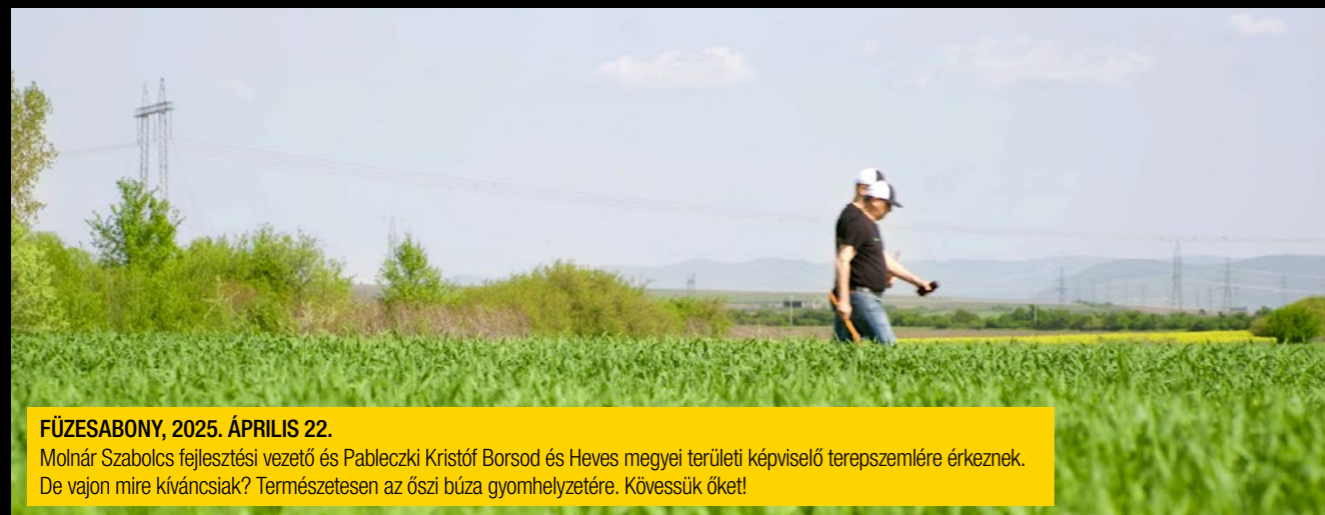 FÜZESABONY, 2025. ÁPRILIS 22.
Molnár Szabolcs fejlesztési vezető és Pableczki Kristóf Borsod és Heves megyei területi képviselő terepszemlére érkeznek.
De vajon mire kíváncsiak? Természetesen az őszi búza gyomhelyzetére. Kövessük őket!